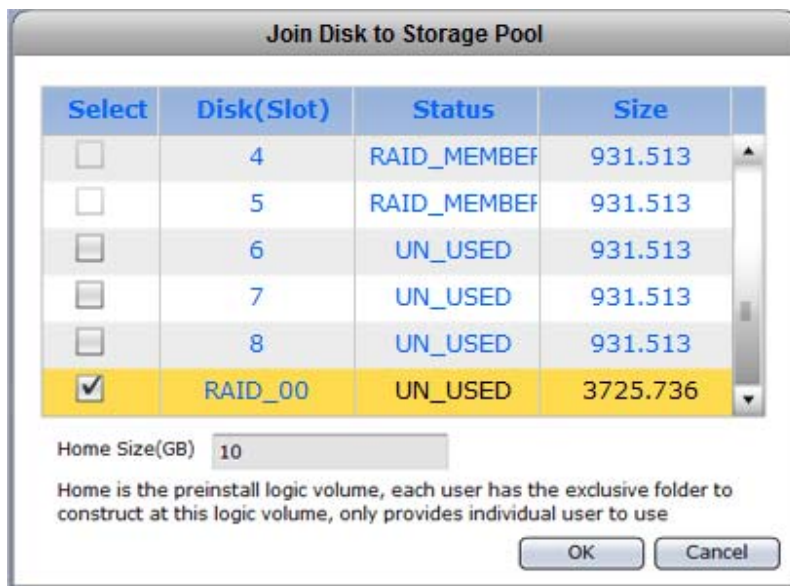 Join Disk to Storage Pool
Select Disk(Slot) Status Size
4 RAID_MEMBER 931.513
5 RAID_MEMBER 931.513
6 UN_USED 931.513
7 UN_USED 931.513
8 UN_USED 931.513
RAID_00 UN_USED 3725.736
Home Size(GB) 10
Home is the preinstall logic volume, each user has the exclusive folder to
construct at this logic volume, only provides individual user to use
OK Cancel